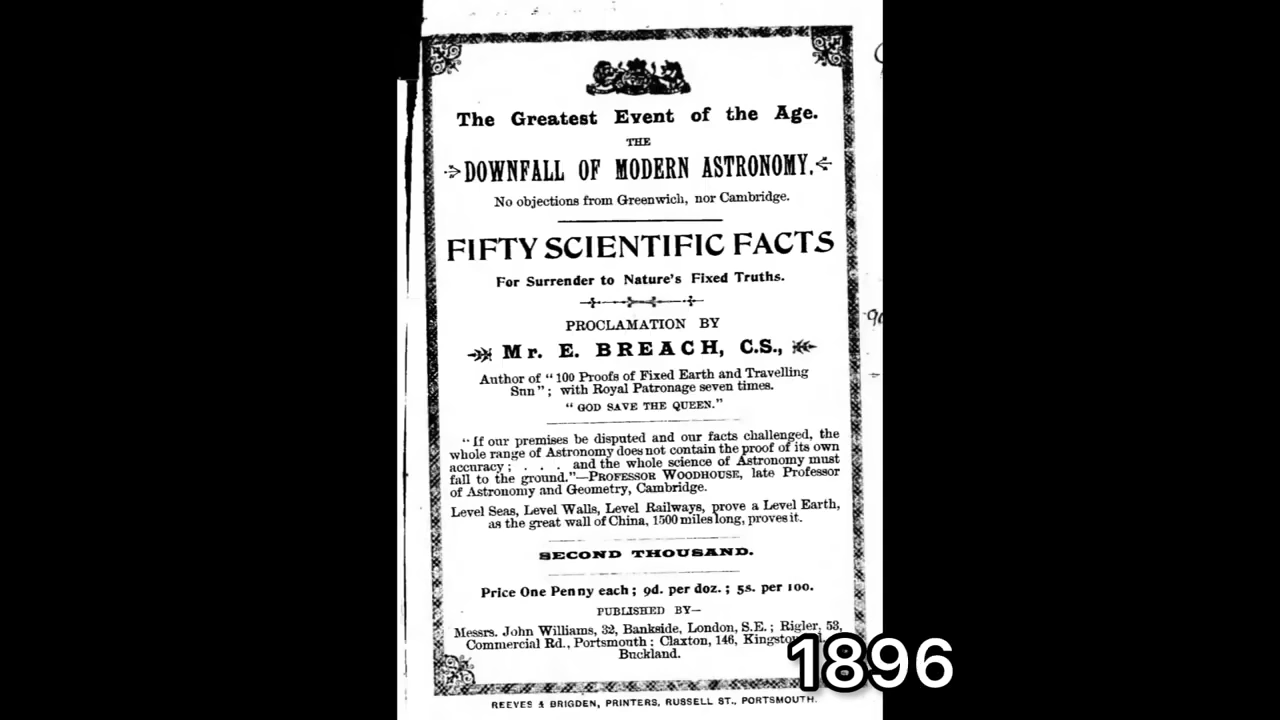 The Greatest Event of the Age.
THE
DOWNFALL OF MODERN ASTRONOMY.
No objections from Greenwich, nor Cambridge.
FIFTY SCIENTIFIC FACTS
For Surrender to Nature's Fixed Truths.
PROCLAMATION BY
Mr. E. BREACH, C.S.,
Author of "100 Proofs of Fixed Earth and Travelling
Snn"; with Royal Patronage seven times.
"GOD SAVE THE QUEEN."
"If our premises be disputed and our facts challenged, the
whole range of Astronomy does not contain the proof of its own
accuracy; . . . and the whole science of Astronomy must
fall to the ground."—PROFESSOR WOODHOUSE, late Professor
of Astronomy and Geometry, Cambridge.
Level Seas, Level Walls, Level Railways, prove a Level Earth,
as the great wall of China, 1500 miles long, proves it.
SECOND THOUSAND.
Price One Penny each; 9d. per doz.; 5s. per 100.
PUBLISHED BY—
Messrs. John Williams, 32, Bankside, London, S.E.; Rigler, 53,
Commercial Rd., Portsmouth; Claxton, 146,
Buckland.
1896
REEVES & BRIGDEN, PRINTERS, RUSSELL ST., PORTSMOUTH.